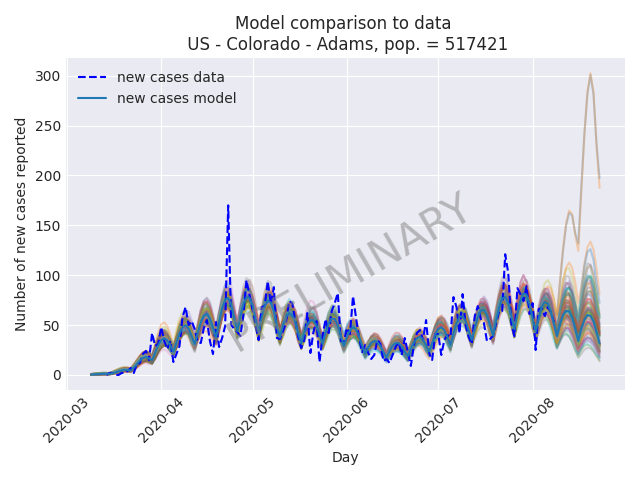 Model comparison to data
US - Colorado - Adams, pop. = 517421
new cases data
new cases model
PRELIMINARY
Number of new cases reported
300
250
200
150
100
50
0
2020-03
2020-04
2020-05
2020-06
2020-07
2020-08
Day